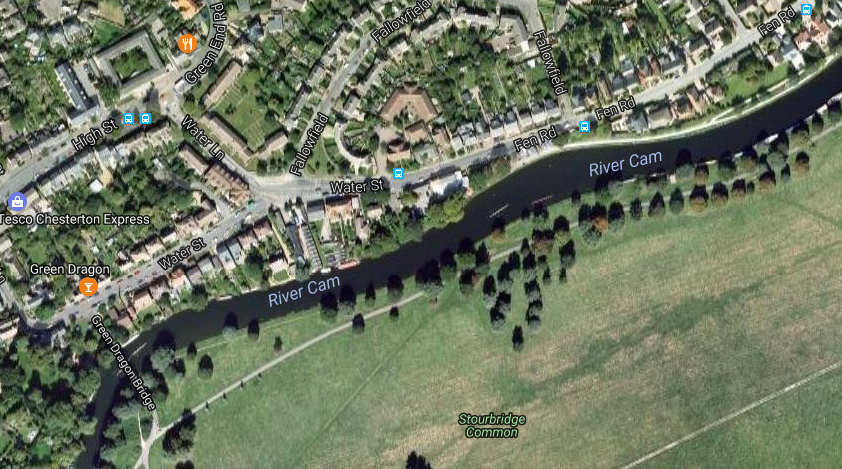 Fallowfield
Fen Rd
Green End Rd
Fallowfield
High St
Water Ln
Fallowfield
Fen Rd
Fen Rd
River Cam
Water St
Tesco Chesterton Express
Water St
Green Dragon
River Cam
Green Dragon Bridge
Stourbridge
Common